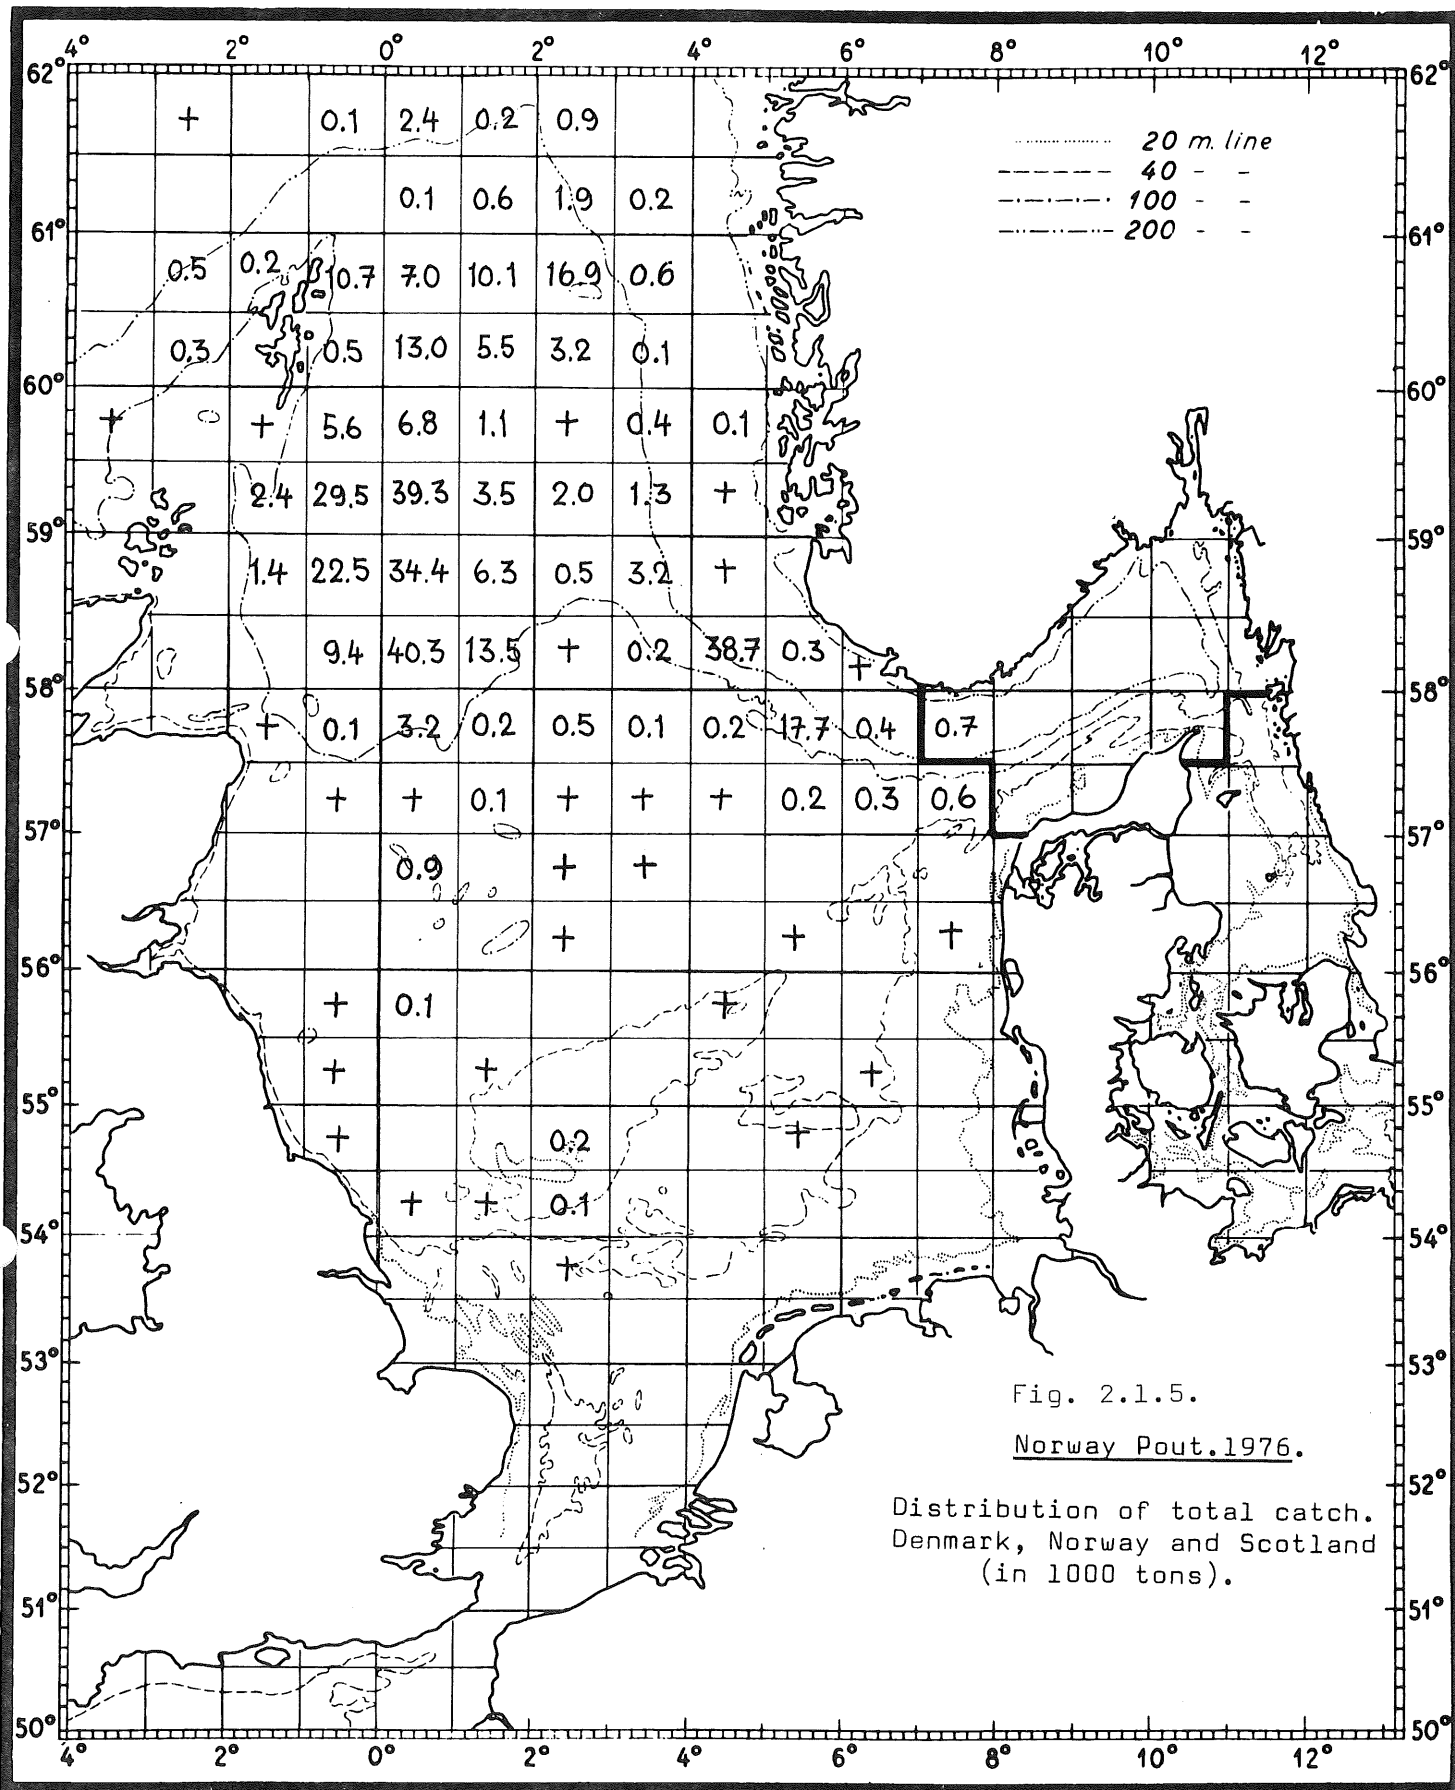 4° 2° 0° 2° 4° 6° 8° 10° 12°
62° 62°
+ 0.1 2.4 0.2 0.9
20 m. line
40 - -
100 - -
200 - -
0.1 0.6 1.9 0.2
61° 61°
0.5 0.2 10.7 7.0 10.1 16.9 0.6
0.3 0.5 13.0 5.5 3.2 0.1
60° 60°
+ + 5.6 6.8 1.1 + 0.4 0.1
2.4 29.5 39.3 3.5 2.0 1.3 +
59° 59°
1.4 22.5 34.4 6.3 0.5 3.2 +
9.4 40.3 13.5 + 0.2 38.7 0.3 +
58° 58°
+ 0.1 3.2 0.2 0.5 0.1 0.2 17.7 0.4 0.7
+ + 0.1 + + + 0.2 0.3 0.6
57° 57°
0.9 + +
+ + +
56° 56°
+ 0.1 +
+ + +
55° 55°
+ 0.2 +
+ + 0.1
54° 54°
+
53° 53°
Fig. 2.1.5.
Norway Pout.1976.
52° 52°
Distribution of total catch.
Denmark, Norway and Scotland
(in 1000 tons).
51° 51°
50° 50°
4° 2° 0° 2° 4° 6° 8° 10° 12°